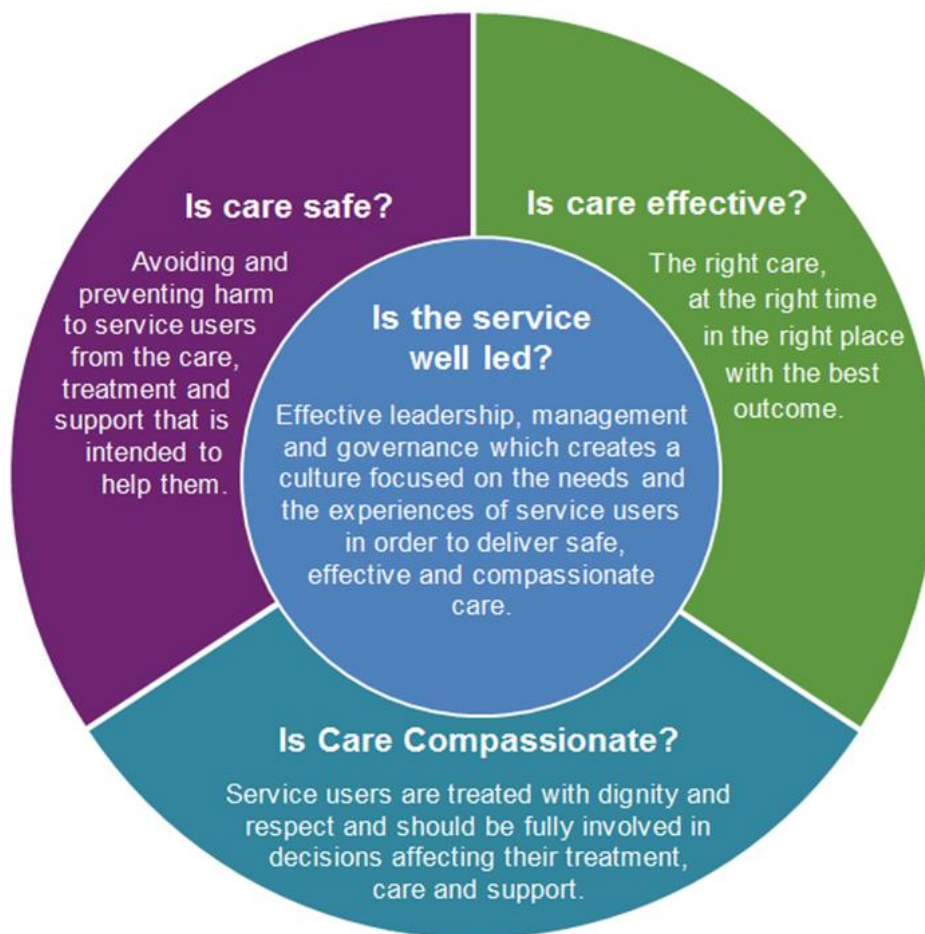 Is care safe?
Avoiding and
preventing harm
to service users
from the care,
treatment and
support that is
intended to
help them.
Is care effective?
The right care,
at the right time
in the right place
with the best
outcome.
Is the service
well led?
Effective leadership, management
and governance which creates a
culture focused on the needs and
the experiences of service users
in order to deliver safe,
effective and compassionate
care.
Is Care Compassionate?
Service users are treated with dignity and
respect and should be fully involved in
decisions affecting their treatment,
care and support.